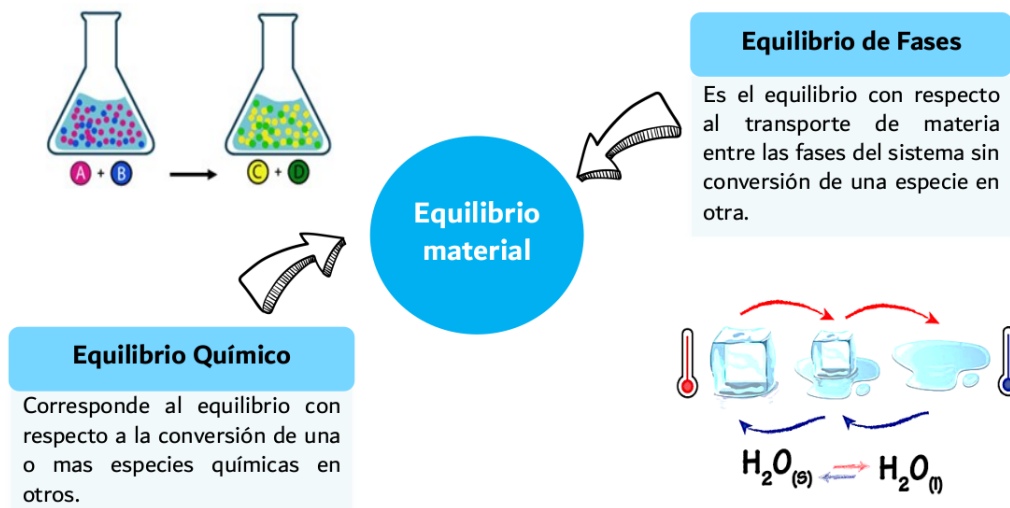 A + B → C + D
Equilibrio de Fases
Es el equilibrio con respecto
al transporte de materia
entre las fases del sistema sin
conversión de una especie en
otra.
Equilibrio
material
Equilibrio Químico
Corresponde al equilibrio con
respecto a la conversión de una
o mas especies químicas en
otros.
H₂O(S) ⇌ H₂O(l)